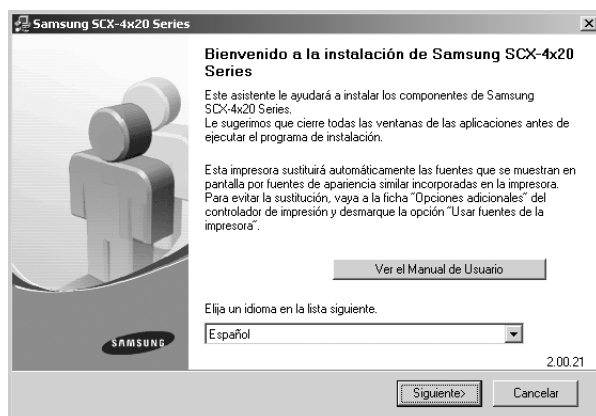 Samsung SCX-4x20 Series
Bienvenido a la instalación de Samsung SCX-4x20
Series
Este asistente le ayudará a instalar los componentes de Samsung
SCX-4x20 Series.
Le sugerimos que cierre todas las ventanas de las aplicaciones antes de
ejecutar el programa de instalación.
Esta impresora sustituirá automáticamente las fuentes que se muestran en
pantalla por fuentes de apariencia similar incorporadas en la impresora.
Para evitar la sustitución, vaya a la ficha "Opciones adicionales" del
controlador de impresión y desmarque la opción "Usar fuentes de la
impresora".
Ver el Manual de Usuario
Elija un idioma en la lista siguiente.
Español
SAMSUNG
2.00.21
Siguiente>
Cancelar